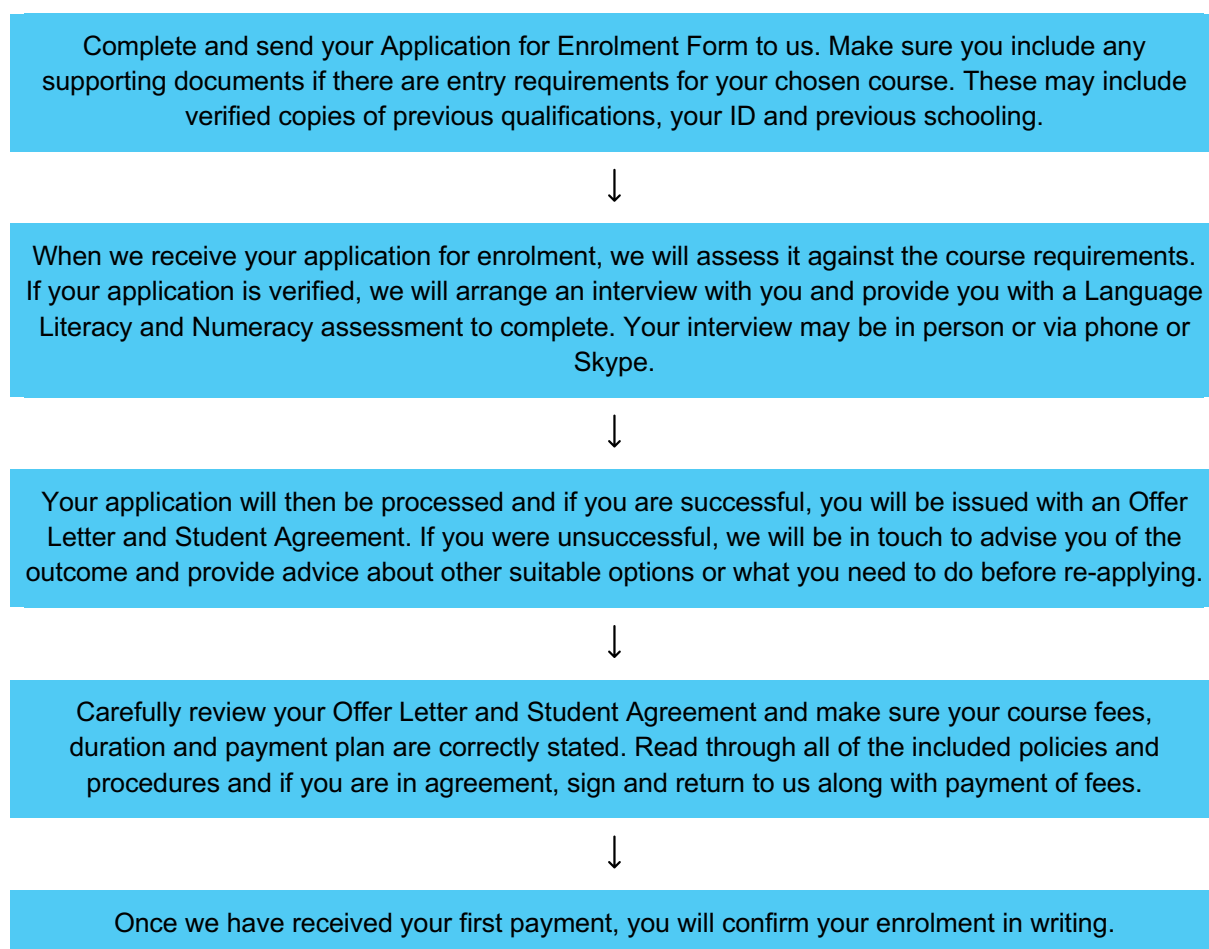 Complete and send your Application for Enrolment Form to us. Make sure you include any
supporting documents if there are entry requirements for your chosen course. These may include
verified copies of previous qualifications, your ID and previous schooling.
When we receive your application for enrolment, we will assess it against the course requirements.
If your application is verified, we will arrange an interview with you and provide you with a Language
Literacy and Numeracy assessment to complete. Your interview may be in person or via phone or
Skype.
Your application will then be processed and if you are successful, you will be issued with an Offer
Letter and Student Agreement. If you were unsuccessful, we will be in touch to advise you of the
outcome and provide advice about other suitable options or what you need to do before re-applying.
Carefully review your Offer Letter and Student Agreement and make sure your course fees,
duration and payment plan are correctly stated. Read through all of the included policies and
procedures and if you are in agreement, sign and return to us along with payment of fees.
Once we have received your first payment, you will confirm your enrolment in writing.